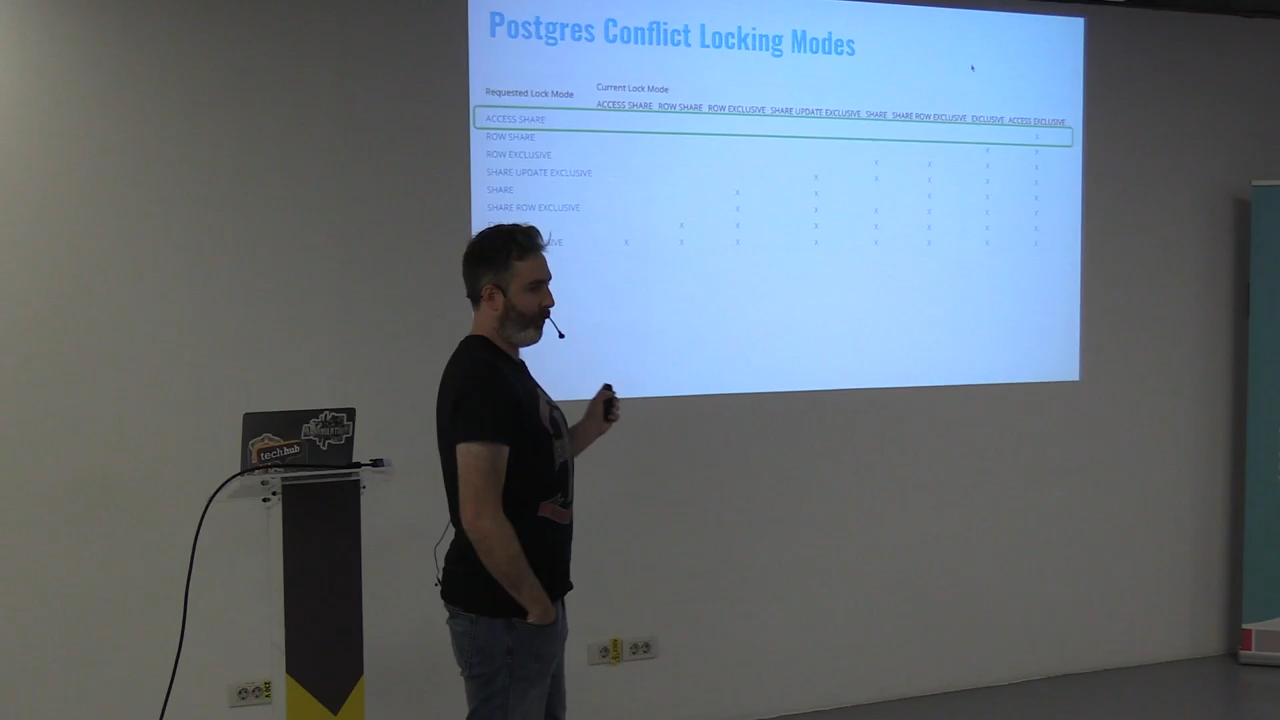 Postgres Conflict Locking Modes
Requested Lock Mode Current Lock Mode
ACCESS SHARE ROW SHARE ROW EXCLUSIVE SHARE UPDATE EXCLUSIVE SHARE SHARE ROW EXCLUSIVE EXCLUSIVE ACCESS EXCLUSIVE
ACCESS SHARE X
ROW SHARE X X
ROW EXCLUSIVE X X X X
SHARE UPDATE EXCLUSIVE X X X X X
SHARE X X X X X
SHARE ROW EXCLUSIVE X X X X X X
X X X X X X X
X X X X X X X X
techhub